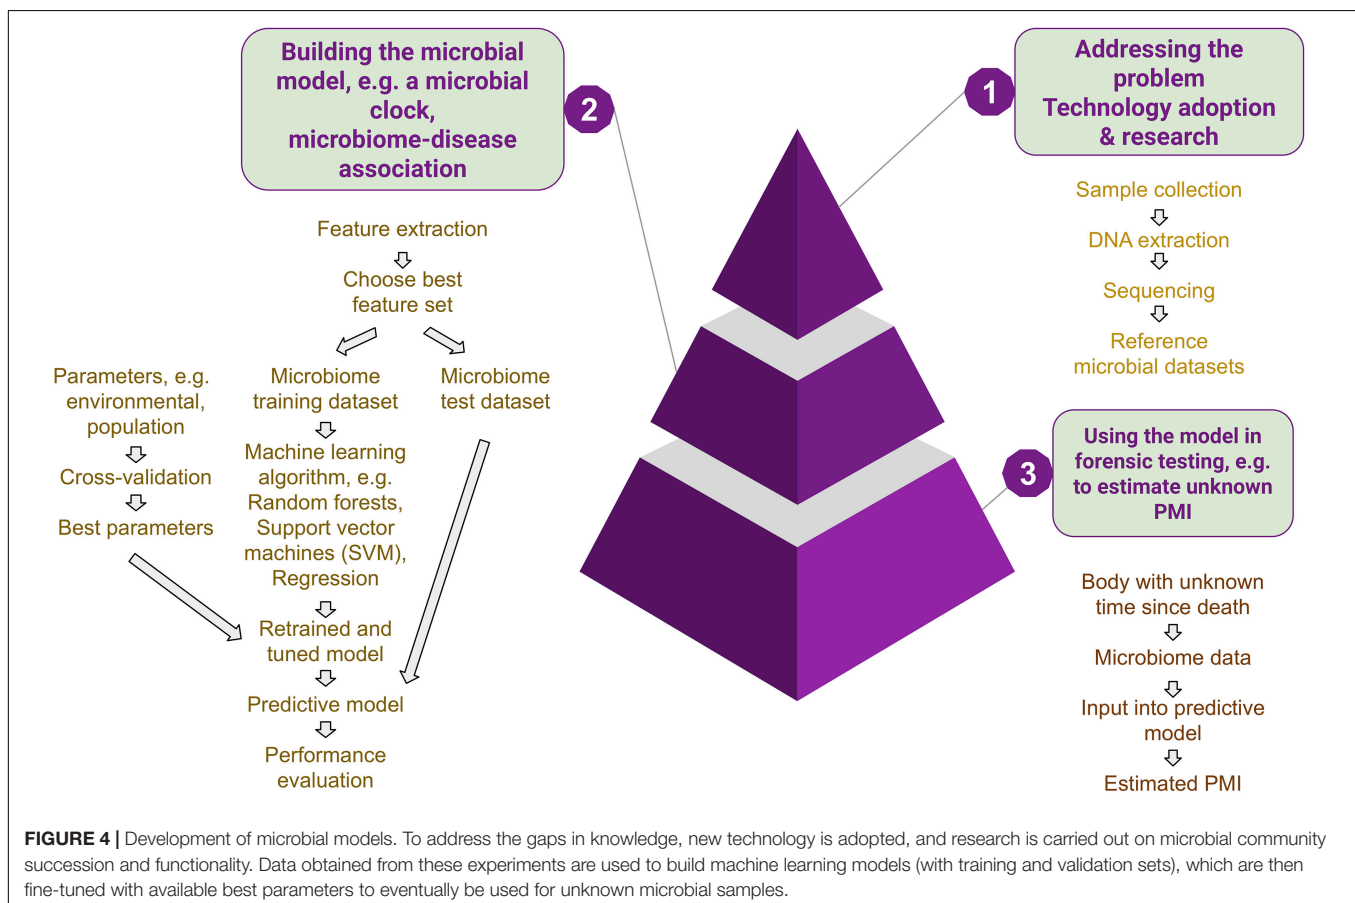 Building the microbial
model, e.g. a microbial
clock,
microbiome-disease
association
2
Feature extraction
Choose best
feature set
Parameters, e.g.
environmental,
population
Cross-validation
Best parameters
Microbiome
training dataset
Machine learning
algorithm, e.g.
Random forests,
Support vector
machines (SVM),
Regression
Retrained and
tuned model
Predictive model
Performance
evaluation
Microbiome
test dataset
1
Addressing the
problem
Technology adoption
& research
Sample collection
DNA extraction
Sequencing
Reference
microbial datasets
3
Using the model in
forensic testing, e.g.
to estimate unknown
PMI
Body with unknown
time since death
Microbiome data
Input into predictive
model
Estimated PMI
FIGURE 4 | Development of microbial models. To address the gaps in knowledge, new technology is adopted, and research is carried out on microbial community
succession and functionality. Data obtained from these experiments are used to build machine learning models (with training and validation sets), which are then
fine-tuned with available best parameters to eventually be used for unknown microbial samples.